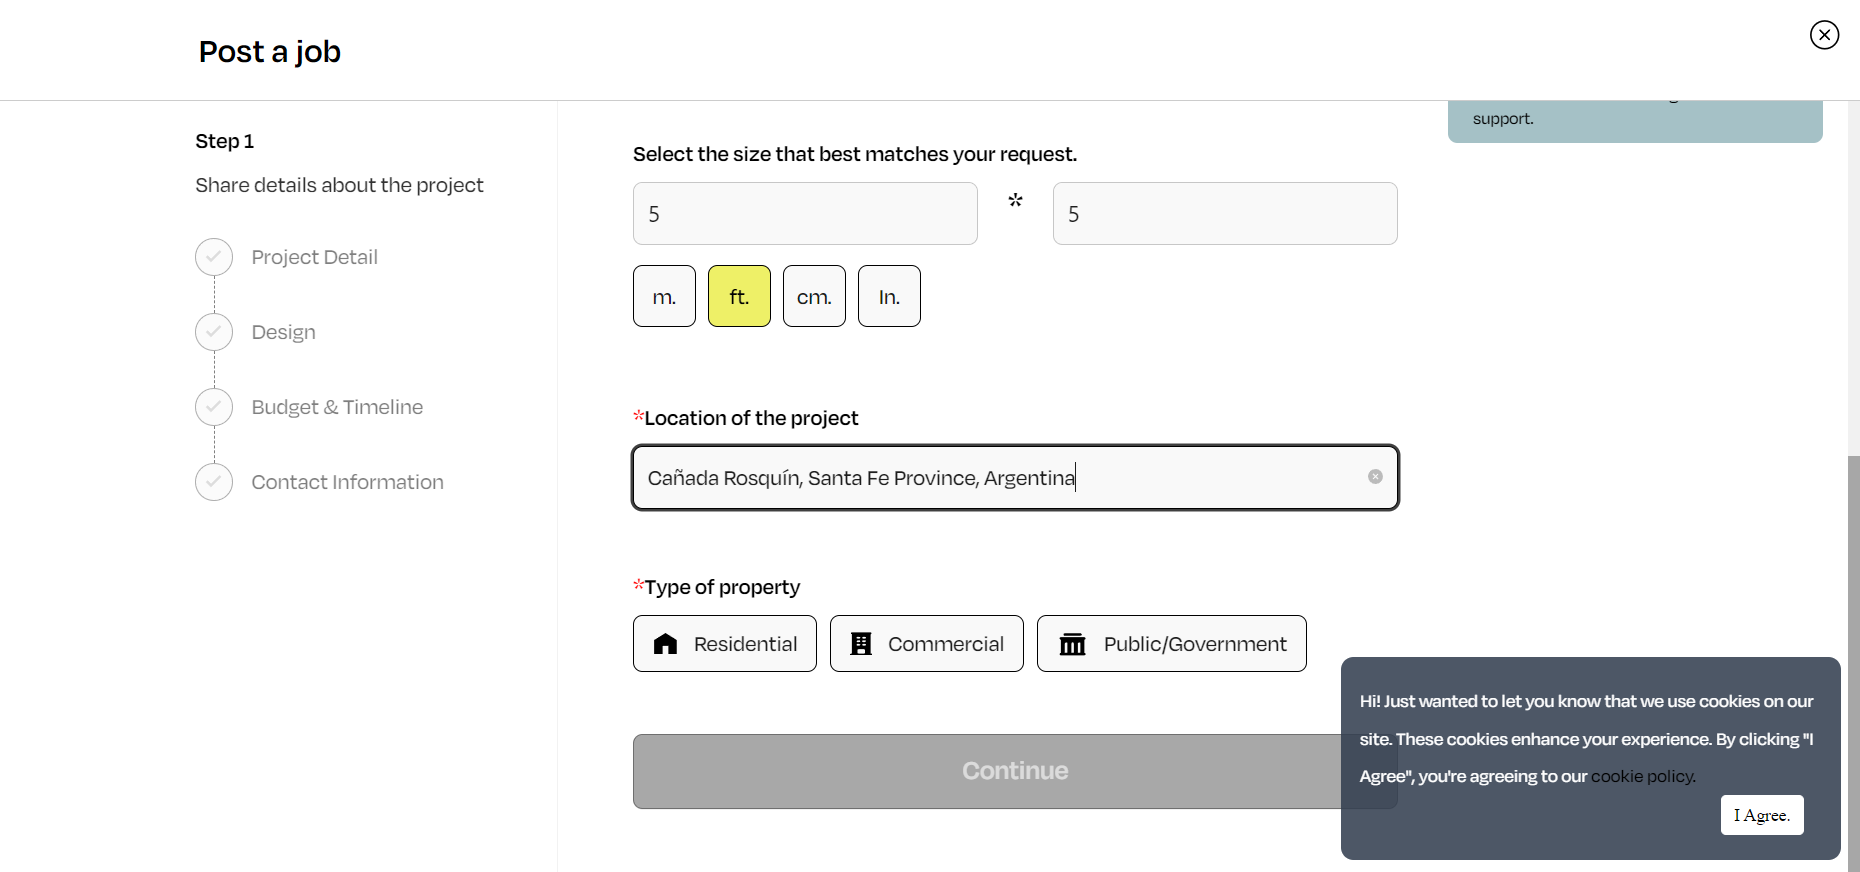 Post a job
Step 1
Share details about the project
Project Detail
Design
Budget & Timeline
Contact Information
support.
Select the size that best matches your request.
5 * 5
m. ft. cm. In.
*Location of the project
Cañada Rosquín, Santa Fe Province, Argentina
*Type of property
Residential Commercial Public/Government
Continue
Hi! Just wanted to let you know that we use cookies on our
site. These cookies enhance your experience. By clicking "I
Agree", you're agreeing to our cookie policy.
I Agree.